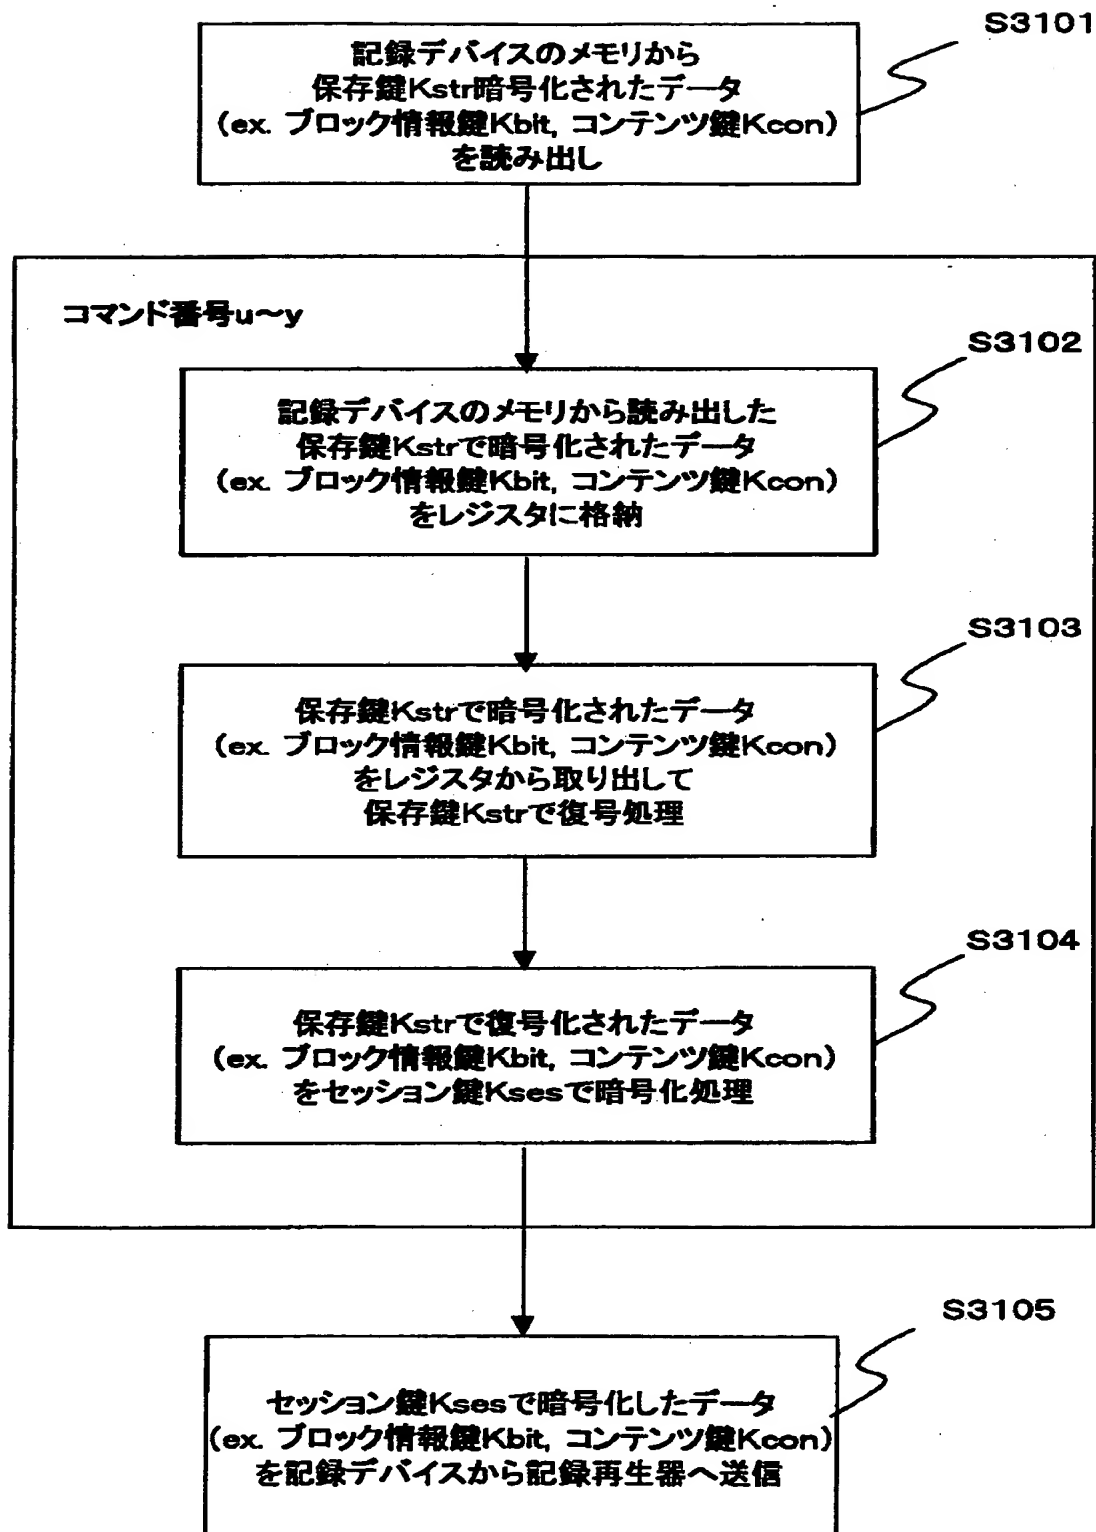 S3101
記録デバイスのメモリから
保存鍵Kstr暗号化されたデータ
(ex. ブロック情報鍵Kbit, コンテンツ鍵Kcon)
を読み出し
コマンド番号u～y
S3102
記録デバイスのメモリから読み出した
保存鍵Kstrで暗号化されたデータ
(ex. ブロック情報鍵Kbit, コンテンツ鍵Kcon)
をレジスタに格納
S3103
保存鍵Kstrで暗号化されたデータ
(ex. ブロック情報鍵Kbit, コンテンツ鍵Kcon)
をレジスタから取り出して
保存鍵Kstrで復号処理
S3104
保存鍵Kstrで復号化されたデータ
(ex. ブロック情報鍵Kbit, コンテンツ鍵Kcon)
をセッション鍵Ksesで暗号化処理
S3105
セッション鍵Ksesで暗号化したデータ
(ex. ブロック情報鍵Kbit, コンテンツ鍵Kcon)
を記録デバイスから記録再生器へ送信